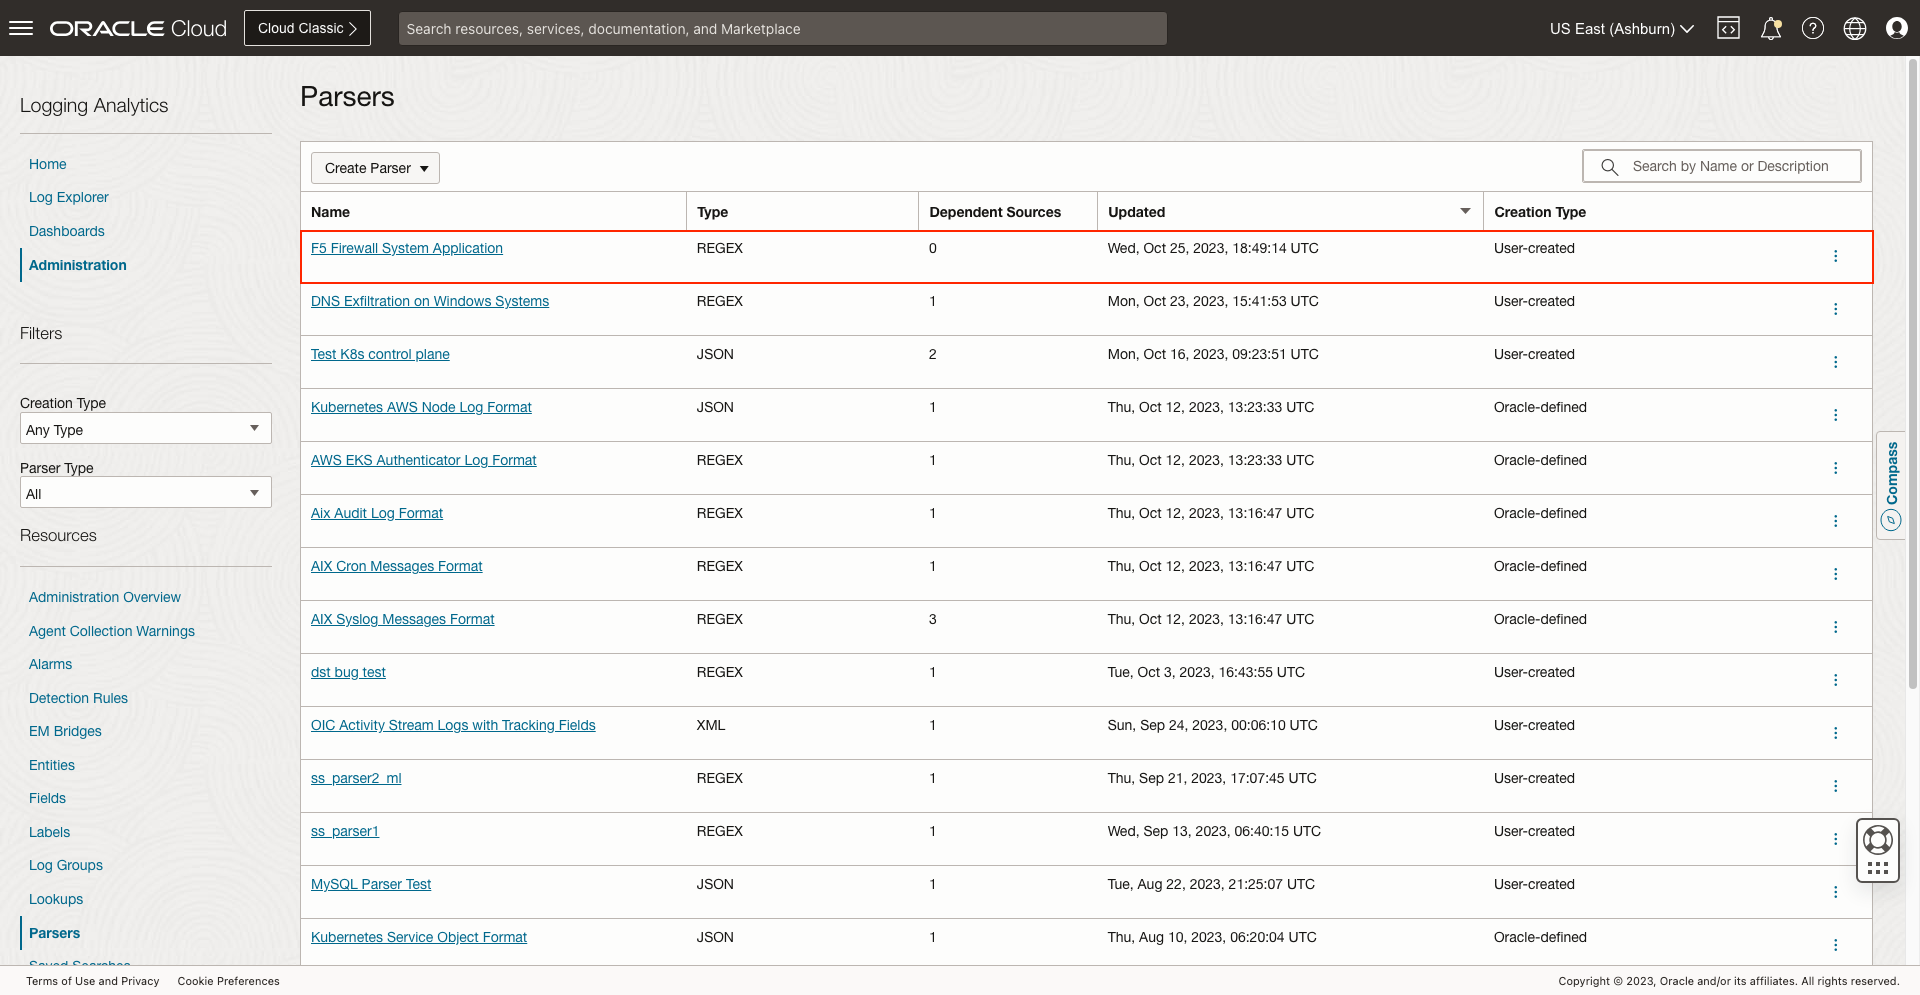 ORACLE Cloud
Cloud Classic
Search resources, services, documentation, and Marketplace
US East (Ashburn)
Logging Analytics
Home
Log Explorer
Dashboards
Administration
Filters
Creation Type
Any Type
Parser Type
All
Resources
Administration Overview
Agent Collection Warnings
Alarms
Detection Rules
EM Bridges
Entities
Fields
Labels
Log Groups
Lookups
Parsers
Saved Searches
Parsers
Create Parser
Search by Name or Description
Name Type Dependent Sources Updated Creation Type
F5 Firewall System Application REGEX 0 Wed, Oct 25, 2023, 18:49:14 UTC User-created
DNS Exfiltration on Windows Systems REGEX 1 Mon, Oct 23, 2023, 15:41:53 UTC User-created
Test K8s control plane JSON 2 Mon, Oct 16, 2023, 09:23:51 UTC User-created
Kubernetes AWS Node Log Format JSON 1 Thu, Oct 12, 2023, 13:23:33 UTC Oracle-defined
AWS EKS Authenticator Log Format REGEX 1 Thu, Oct 12, 2023, 13:23:33 UTC Oracle-defined
Aix Audit Log Format REGEX 1 Thu, Oct 12, 2023, 13:16:47 UTC Oracle-defined
AIX Cron Messages Format REGEX 1 Thu, Oct 12, 2023, 13:16:47 UTC Oracle-defined
AIX Syslog Messages Format REGEX 3 Thu, Oct 12, 2023, 13:16:47 UTC Oracle-defined
dst bug test REGEX 1 Tue, Oct 3, 2023, 16:43:55 UTC User-created
OIC Activity Stream Logs with Tracking Fields XML 1 Sun, Sep 24, 2023, 00:06:10 UTC User-created
ss_parser2_ml REGEX 1 Thu, Sep 21, 2023, 17:07:45 UTC User-created
ss_parser1 REGEX 1 Wed, Sep 13, 2023, 06:40:15 UTC User-created
MySQL Parser Test JSON 1 Tue, Aug 22, 2023, 21:25:07 UTC User-created
Kubernetes Service Object Format JSON 1 Thu, Aug 10, 2023, 06:20:04 UTC Oracle-defined
Compass
Terms of Use and Privacy Cookie Preferences
Copyright © 2023, Oracle and/or its affiliates. All rights reserved.